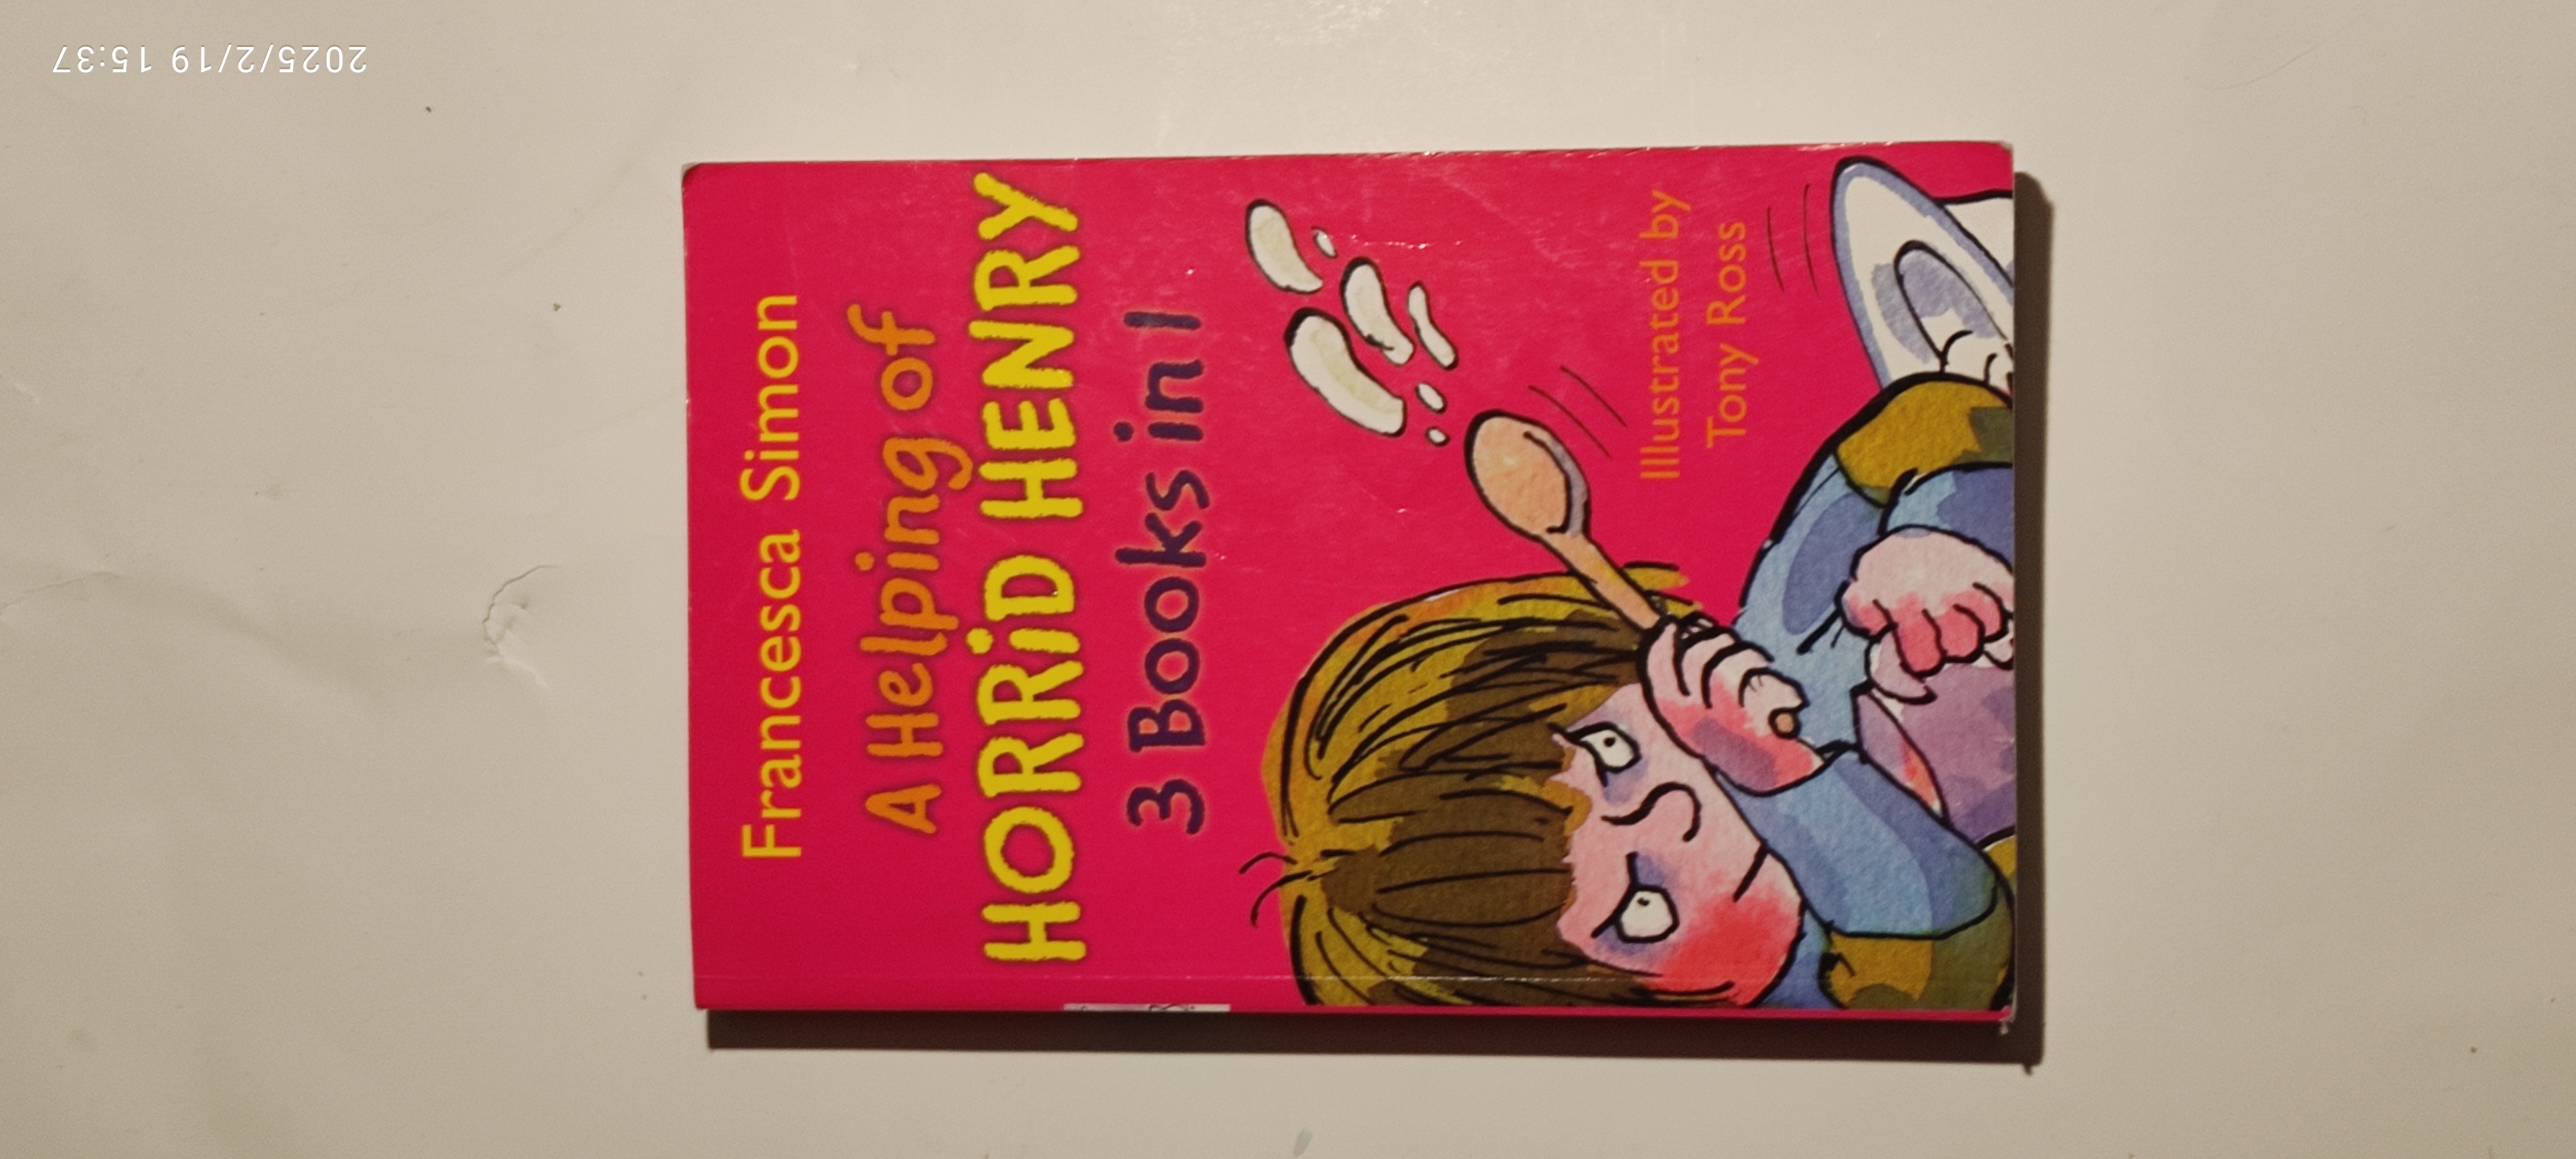 Francesca Simon
A Helping of
HORRiD HENRY
3 Books in 1
Illustrated by
Tony Ross
2025/2/19 15:37